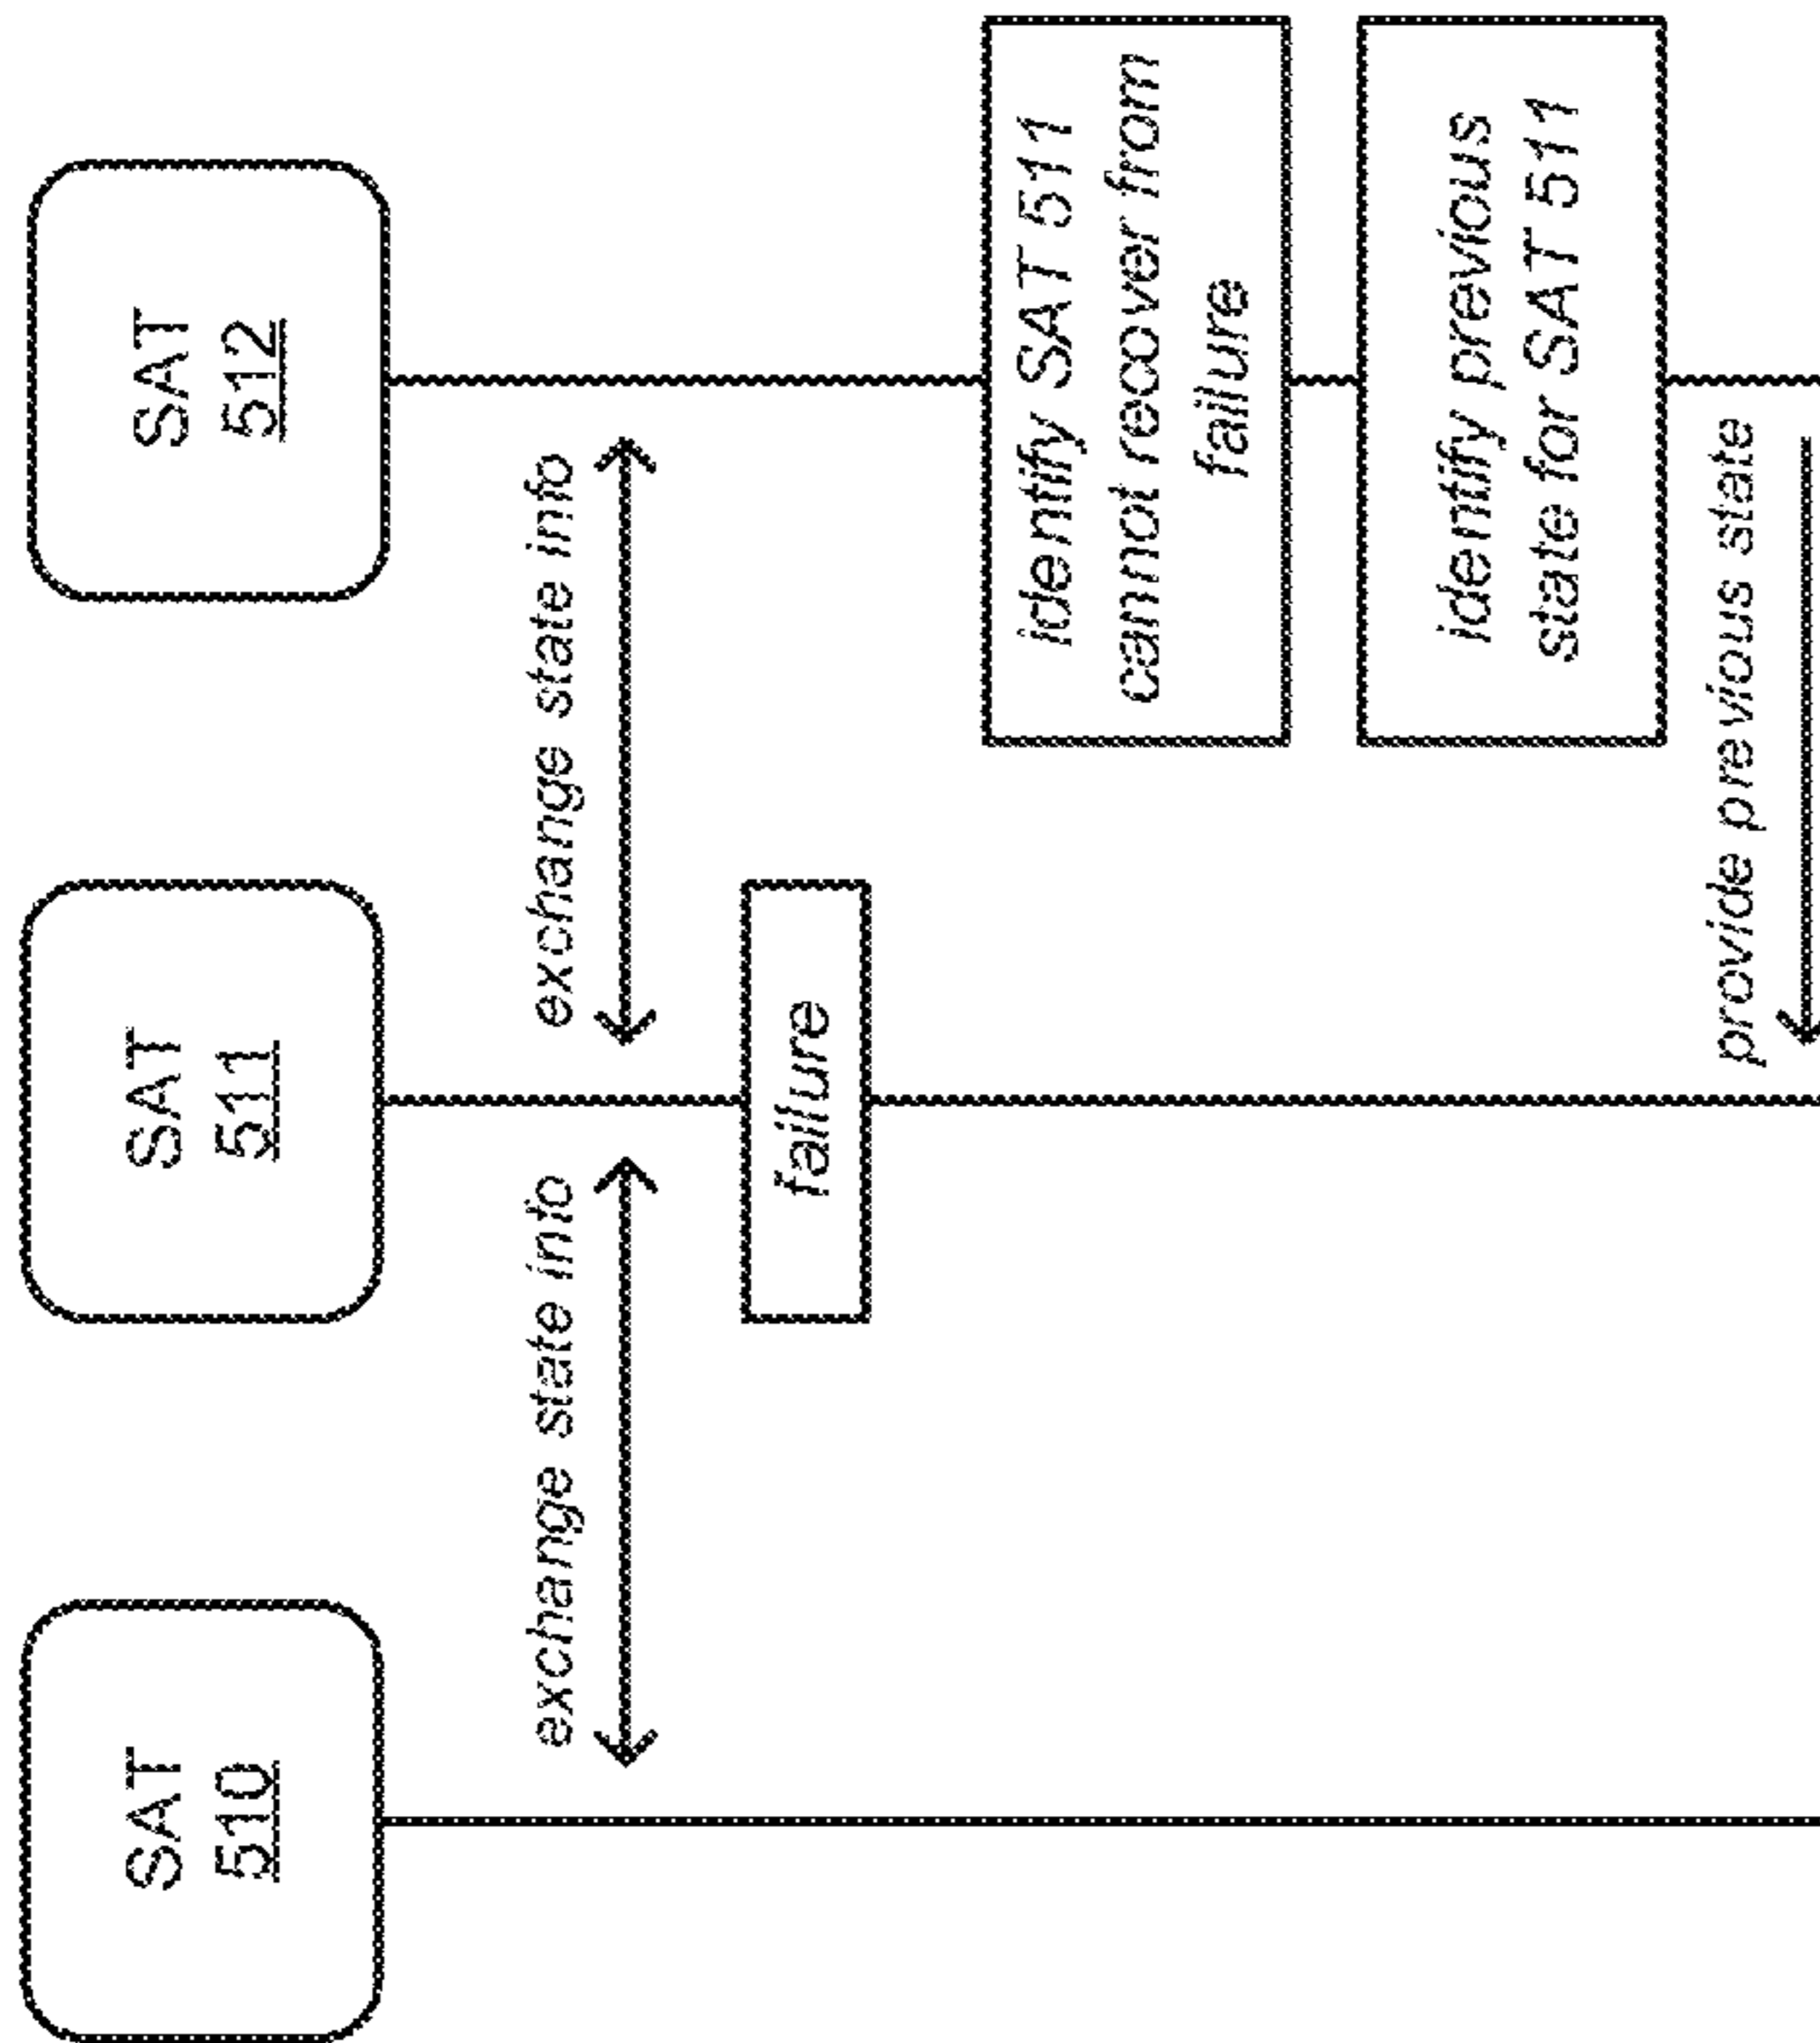 SAT
510
SAT
511
SAT
512
exchange state info
exchange state info
failure
identify SAT 511
cannot recover from
failure
identify previous
state for SAT 511
provide previous state